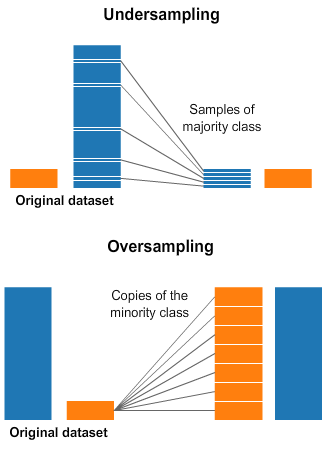 Undersampling
Samples of
majority class
Original dataset
Oversampling
Copies of the
minority class
Original dataset